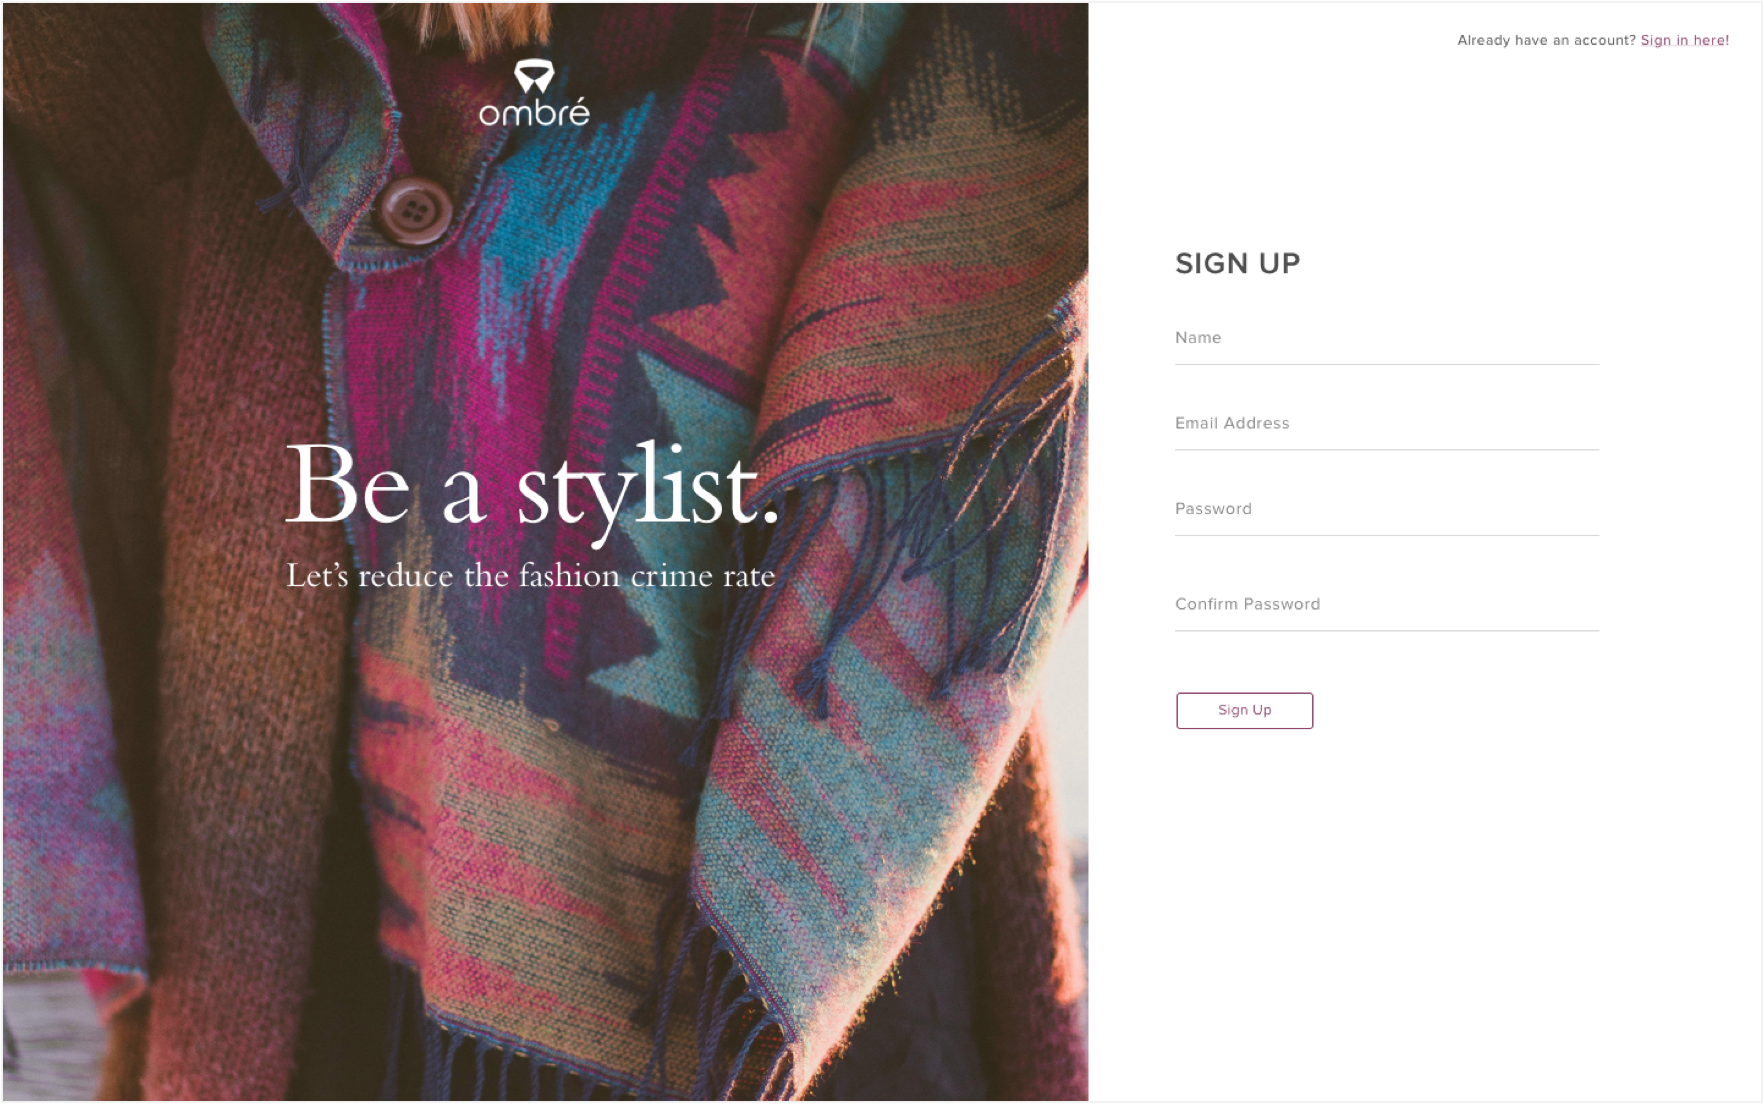 ombré
Be a stylist.
Let's reduce the fashion crime rate
Already have an account? Sign in here!
SIGN UP
Name
Email Address
Password
Confirm Password
Sign Up